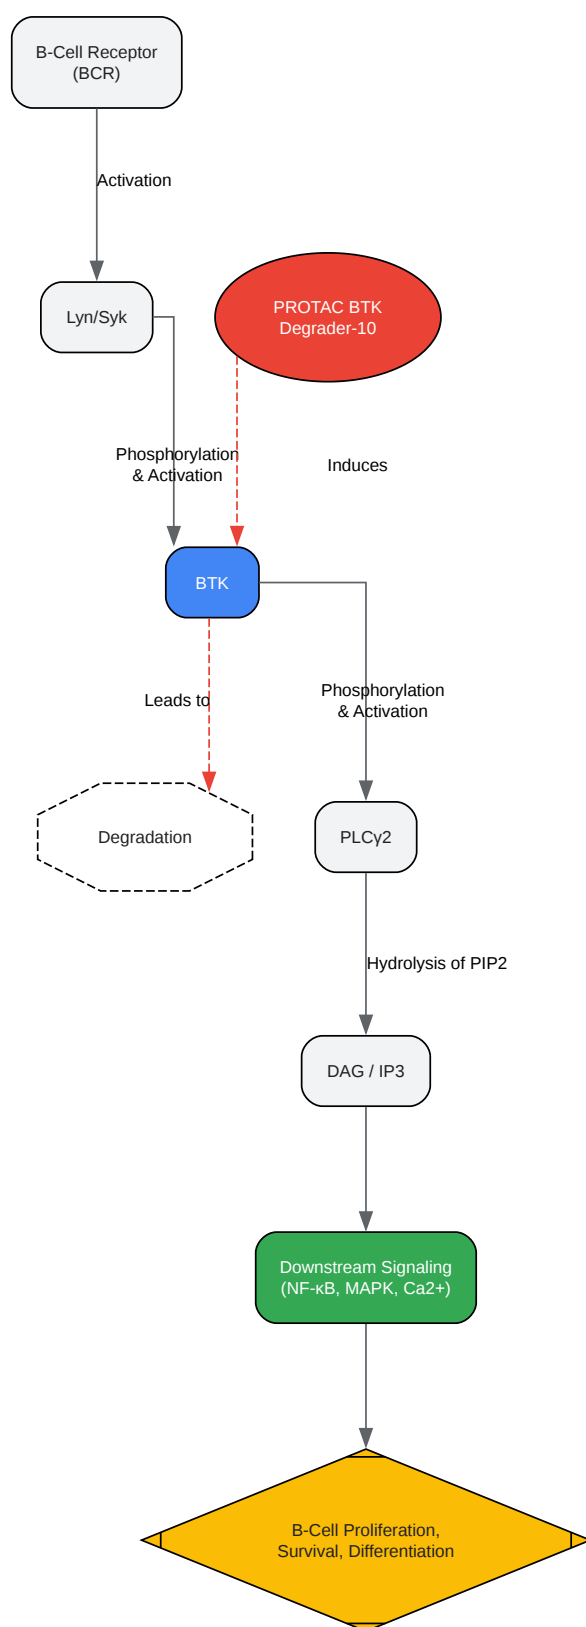 B-Cell Receptor
(BCR)
Activation
Lyn/Syk
PROTAC BTK
Degrader-10
Phosphorylation
& Activation
Induces
BTK
Leads to
Phosphorylation
& Activation
Degradation
PLCγ2
Hydrolysis of PIP2
DAG / IP3
Downstream Signaling
(NF-κB, MAPK, Ca2+)
B-Cell Proliferation,
Survival, Differentiation